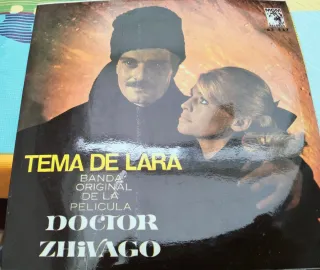 TEMA DE LARA
BANDA
ORIGINAL
DE LA
PELICULA
DOCTOR
ZHiVAGO